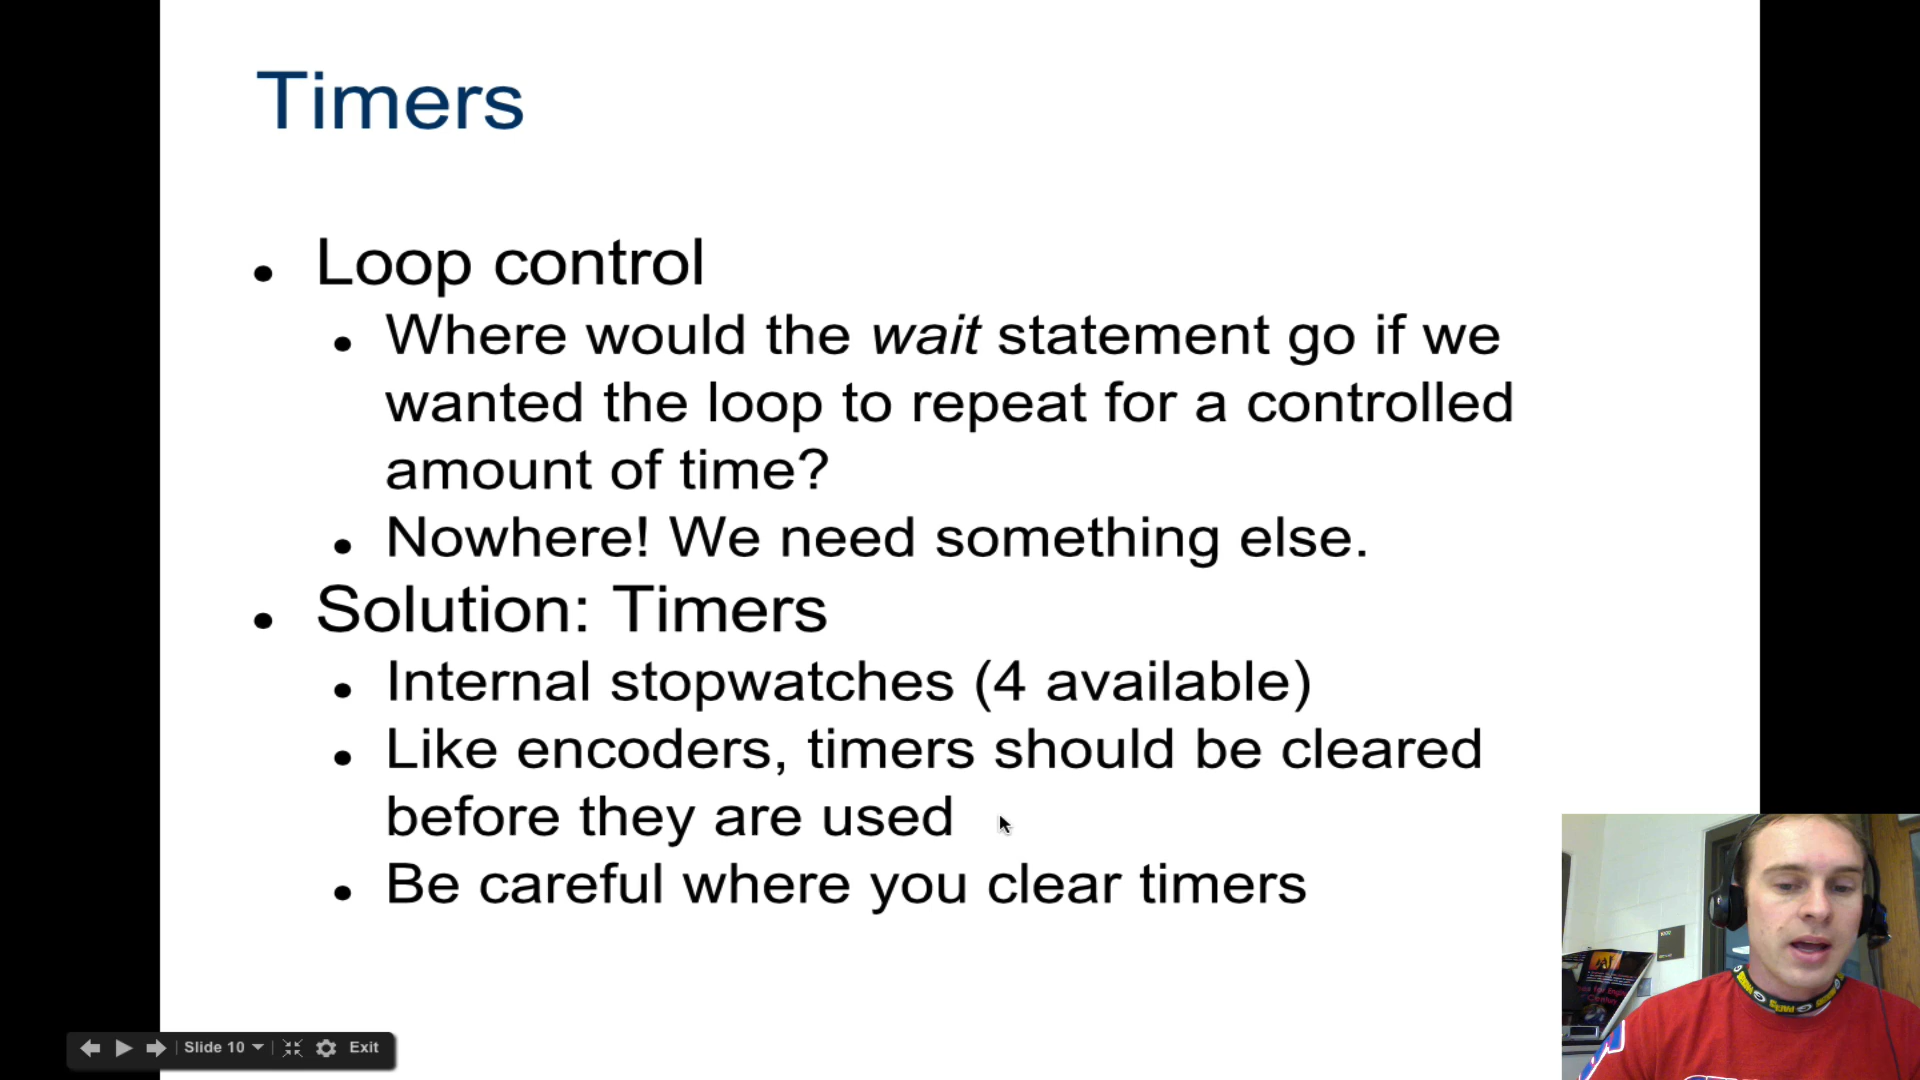 Timers
Loop control
Where would the wait statement go if we
wanted the loop to repeat for a controlled
amount of time?
Nowhere! We need something else.
Solution: Timers
Internal stopwatches (4 available)
Like encoders, timers should be cleared
before they are used
Be careful where you clear timers
Slide 10
Exit